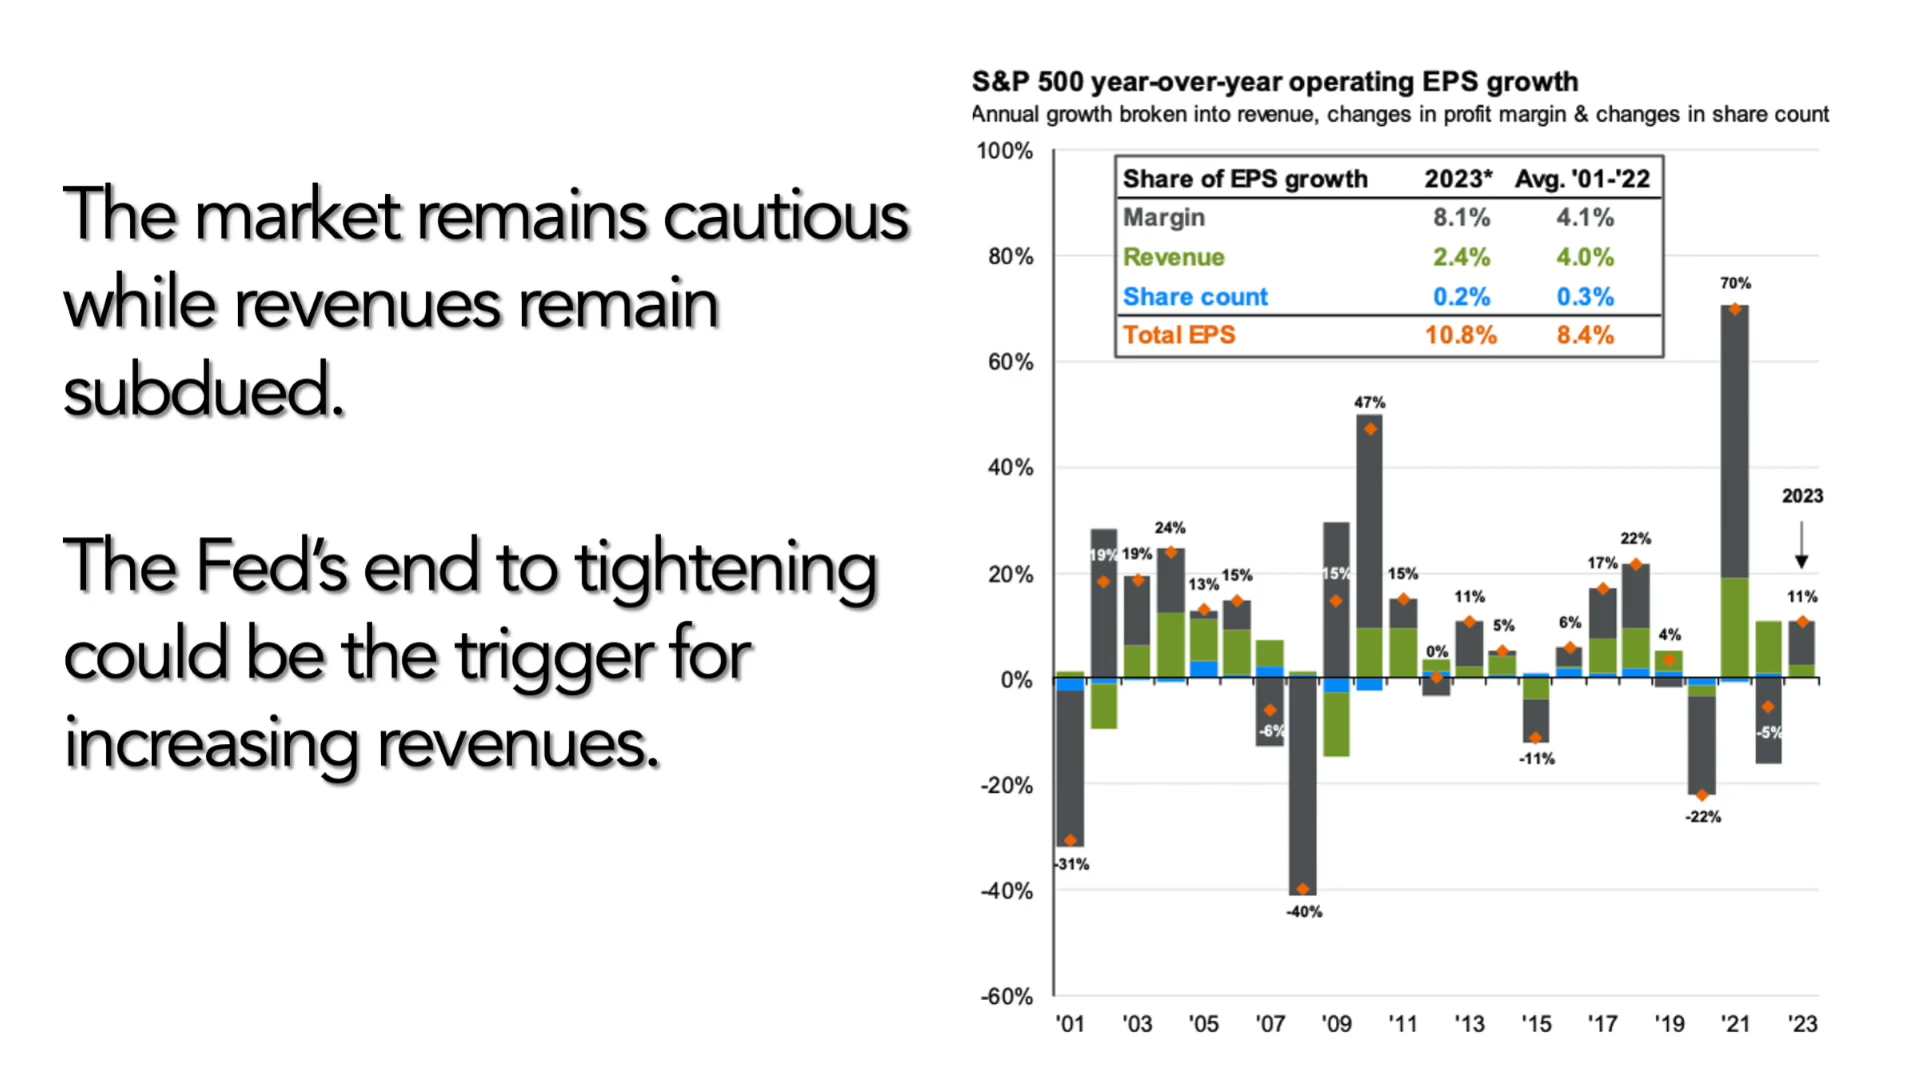 The market remains cautious
while revenues remain
subdued.
The Fed's end to tightening
could be the trigger for
increasing revenues.
S&P 500 year-over-year operating EPS growth
Annual growth broken into revenue, changes in profit margin & changes in share count
Share of EPS growth 2023* Avg. '01-'22
Margin 8.1% 4.1%
Revenue 2.4% 4.0%
Share count 0.2% 0.3%
Total EPS 10.8% 8.4%
100%
80%
60%
40%
20%
0%
-20%
-40%
-60%
-31%
19%
19%
24%
13%
15%
-6%
-40%
15%
47%
15%
0%
11%
5%
-11%
6%
17%
22%
4%
-22%
70%
-5%
2023
11%
'01 '03 '05 '07 '09 '11 '13 '15 '17 '19 '21 '23